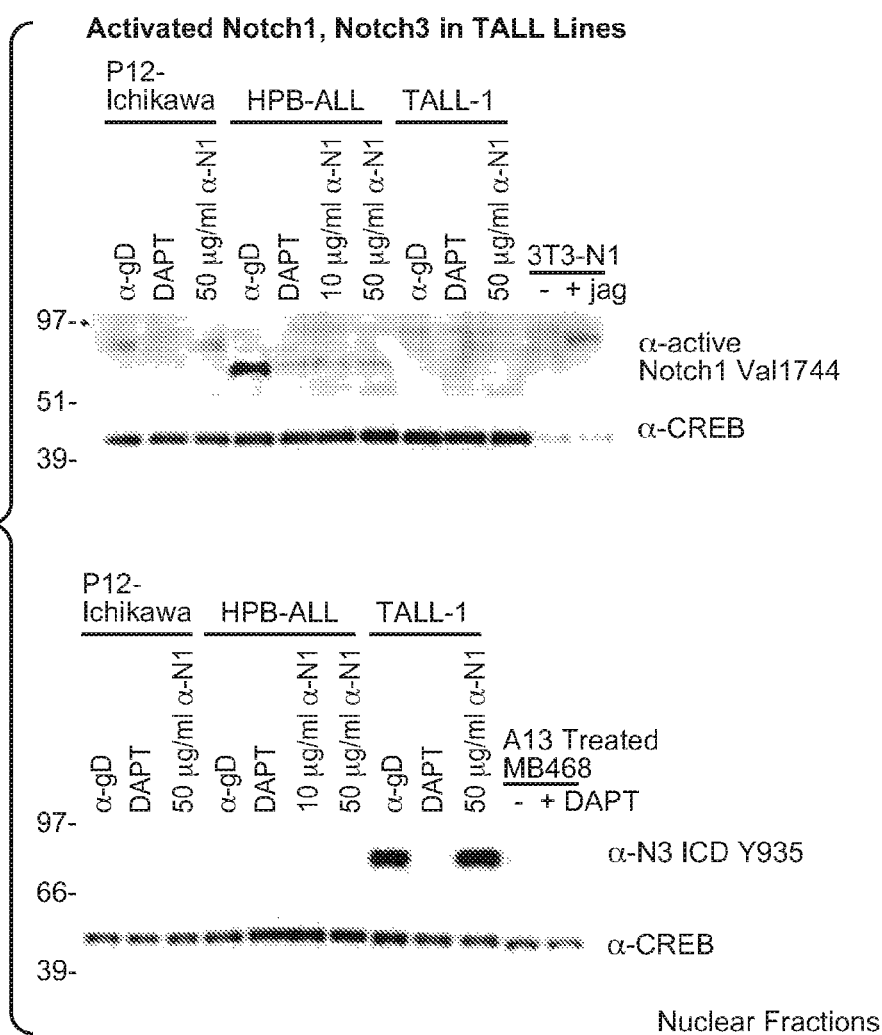 Activated Notch1, Notch3 in TALL Lines
P12-
Ichikawa
HPB-ALL
TALL-1
α-gD
DAPT
50 µg/ml α-N1
α-gD
DAPT
10 µg/ml α-N1
50 µg/ml α-N1
α-gD
DAPT
50 µg/ml α-N1
3T3-N1
- + jag
97-
51-
39-
α-active
Notch1 Val1744
α-CREB
P12-
Ichikawa
HPB-ALL
TALL-1
α-gD
DAPT
50 µg/ml α-N1
α-gD
DAPT
10 µg/ml α-N1
50 µg/ml α-N1
α-gD
DAPT
50 µg/ml α-N1
A13 Treated
MB468
- + DAPT
97-
66-
39-
α-N3 ICD Y935
α-CREB
Nuclear Fractions